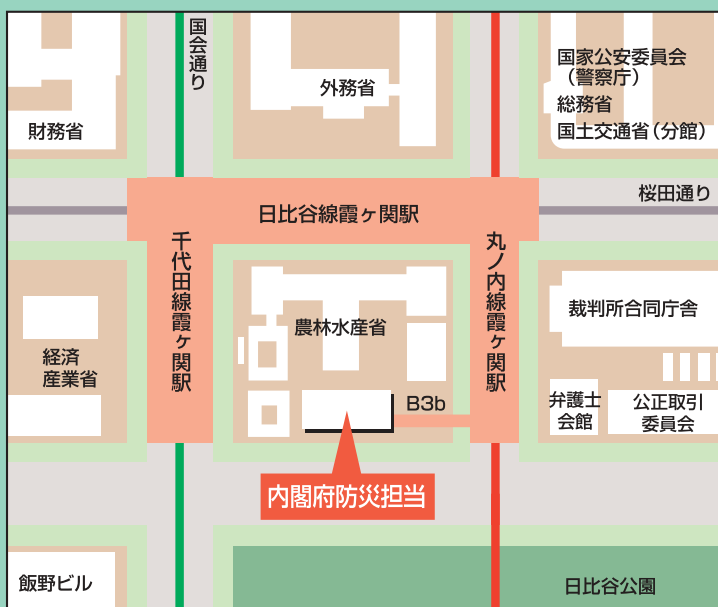 国会通り
外務省
国家公安委員会
（警察庁）
総務省
国土交通省（分館）
財務省
桜田通り
日比谷線霞ヶ関駅
千代田線霞ヶ関駅
丸ノ内線霞ヶ関駅
農林水産省
裁判所合同庁舎
経済
産業省
B3b
弁護士
会館
公正取引
委員会
内閣府防災担当
飯野ビル
日比谷公園